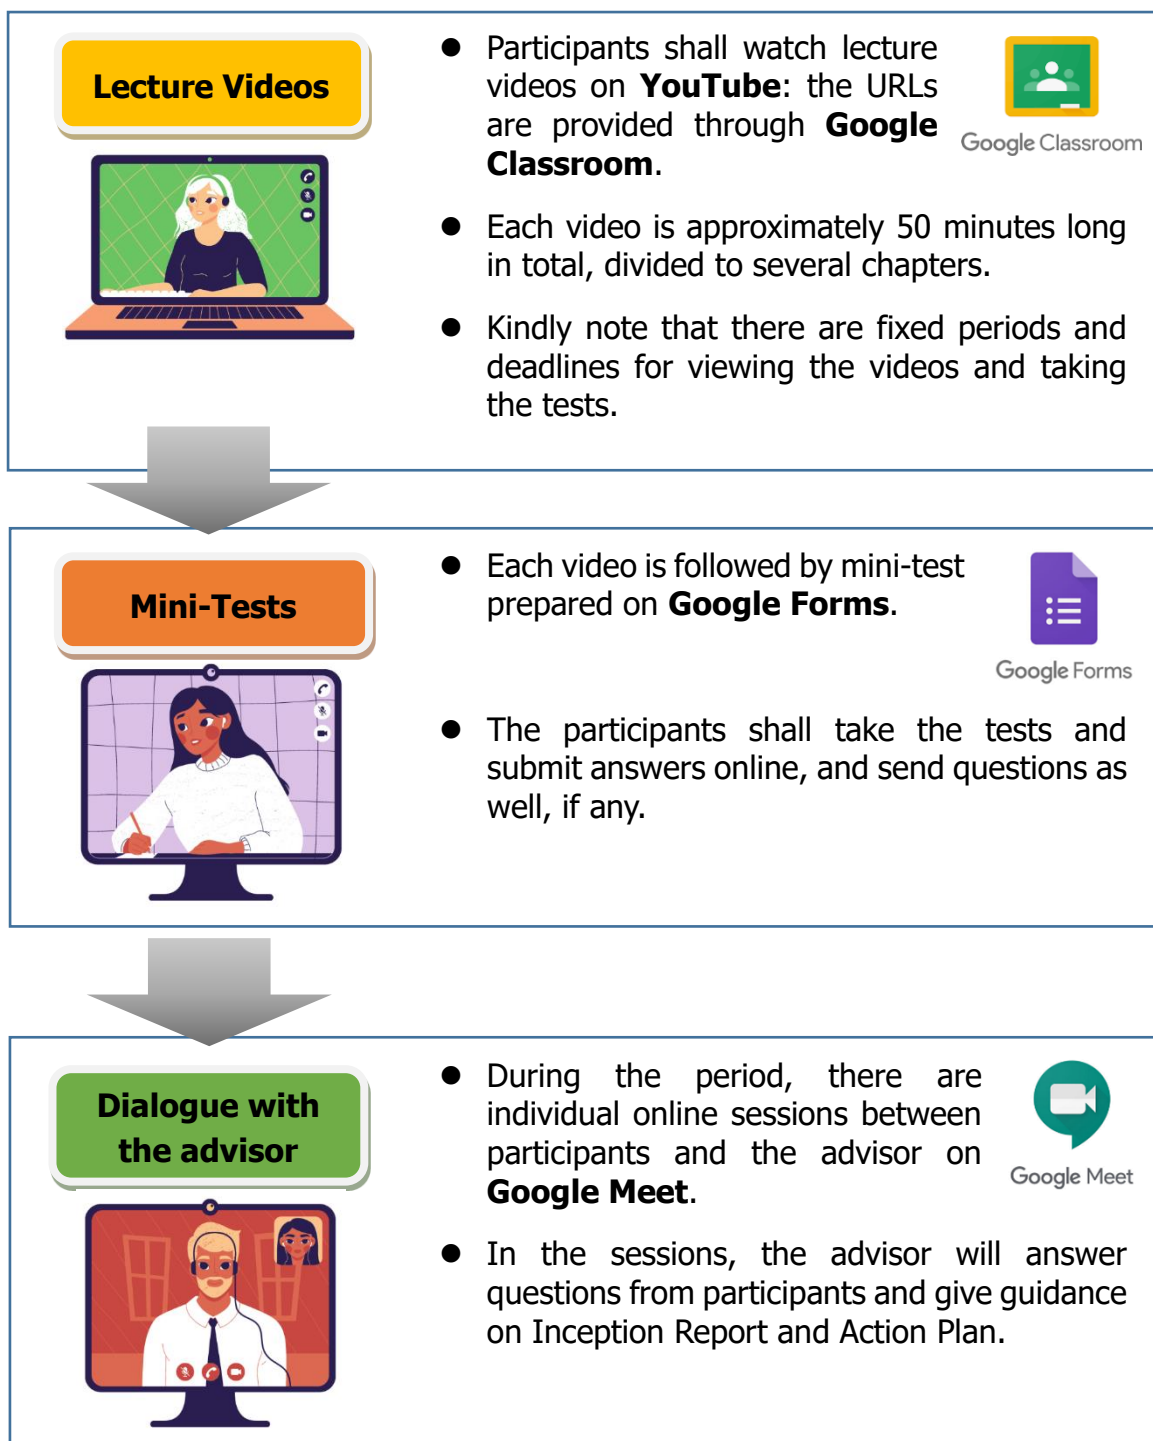 Lecture Videos
● Participants shall watch lecture
videos on YouTube: the URLs
are provided through Google
Classroom.
Google Classroom
● Each video is approximately 50 minutes long
in total, divided to several chapters.
● Kindly note that there are fixed periods and
deadlines for viewing the videos and taking
the tests.
Mini-Tests
● Each video is followed by mini-test
prepared on Google Forms.
Google Forms
● The participants shall take the tests and
submit answers online, and send questions as
well, if any.
Dialogue with
the advisor
● During the period, there are
individual online sessions between
participants and the advisor on
Google Meet.
Google Meet
● In the sessions, the advisor will answer
questions from participants and give guidance
on Inception Report and Action Plan.